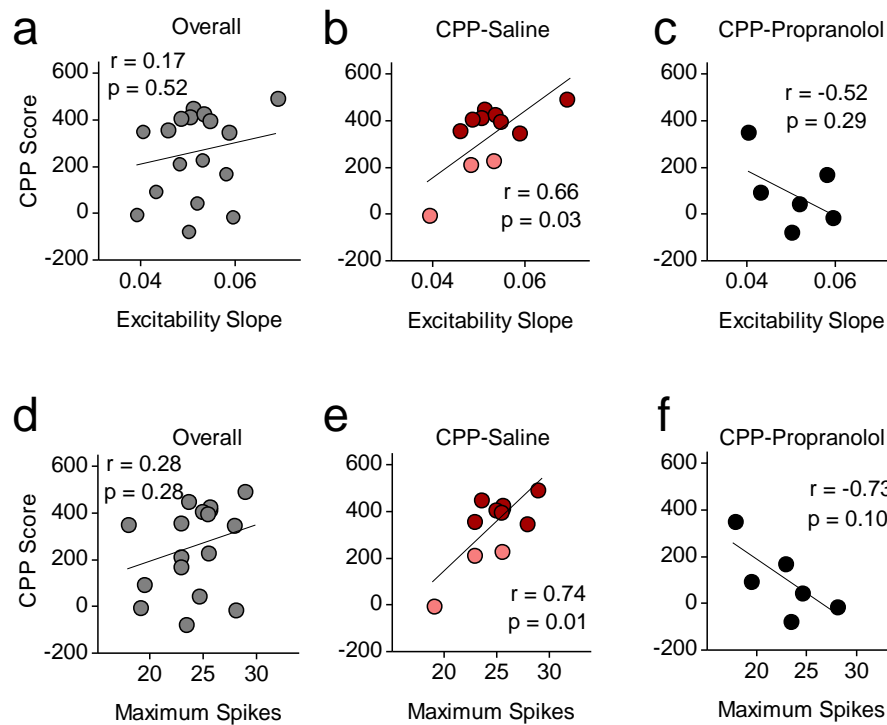 a
Overall
r = 0.17
p = 0.52
600
400
200
0
-200
CPP Score
0.04 0.06
Excitability Slope
b
CPP-Saline
600
400
200
0
-200
r = 0.66
p = 0.03
0.04 0.06
Excitability Slope
c
CPP-Propranolol
600
400
200
0
-200
r = -0.52
p = 0.29
0.04 0.06
Excitability Slope
d
Overall
r = 0.28
p = 0.28
600
400
200
0
-200
CPP Score
20 25 30
Maximum Spikes
e
CPP-Saline
600
400
200
0
-200
r = 0.74
p = 0.01
20 25 30
Maximum Spikes
f
CPP-Propranolol
600
400
200
0
-200
r = -0.73
p = 0.10
20 25 30
Maximum Spikes